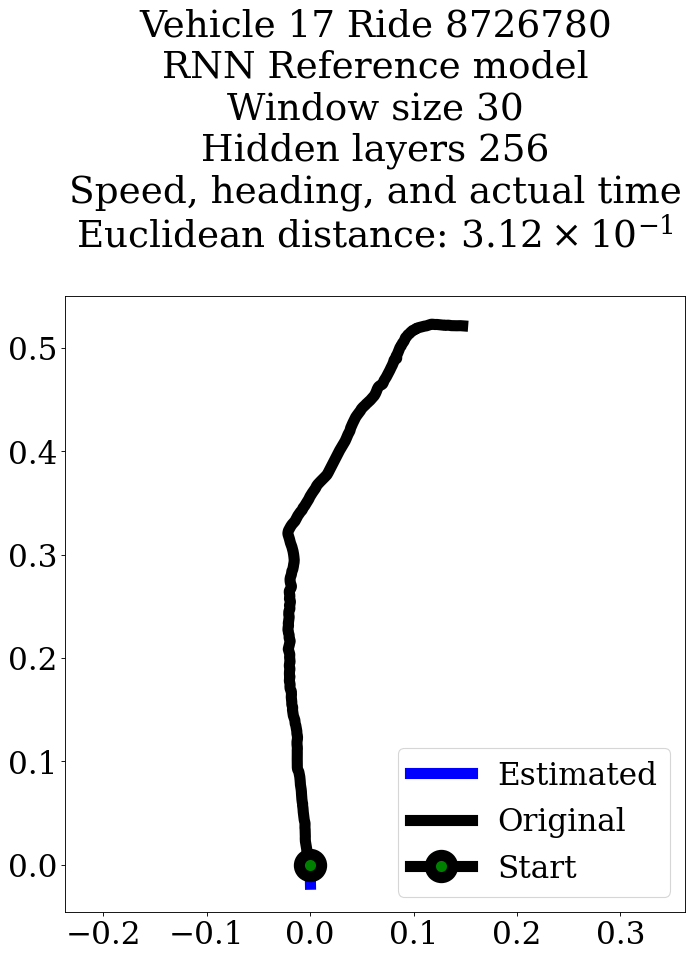 Vehicle 17 Ride 8726780
RNN Reference model
Window size 30
Hidden layers 256
Speed, heading, and actual time
Euclidean distance: 3.12 × 10⁻¹
0.5
0.4
0.3
0.2
0.1
0.0
−0.2 −0.1 0.0 0.1 0.2 0.3
Estimated
Original
Start